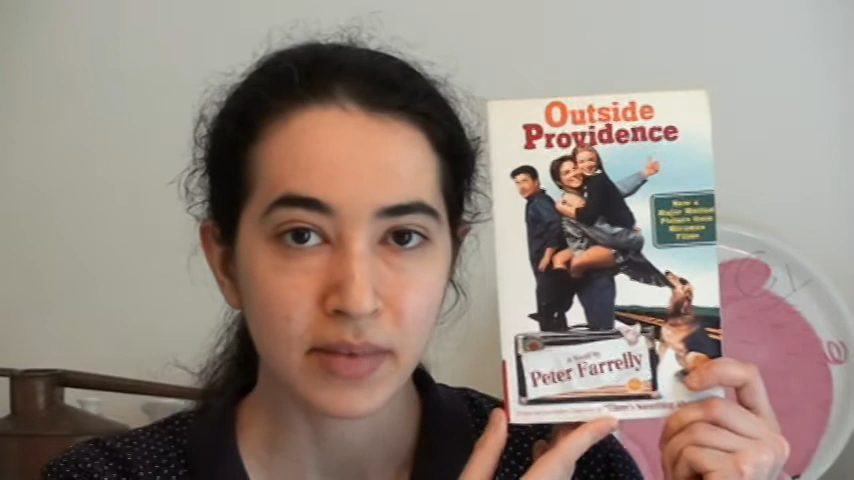 Outside
Providence
Now a
Major Motion
Picture from
Miramax
Films
A Novel by
Peter Farrelly